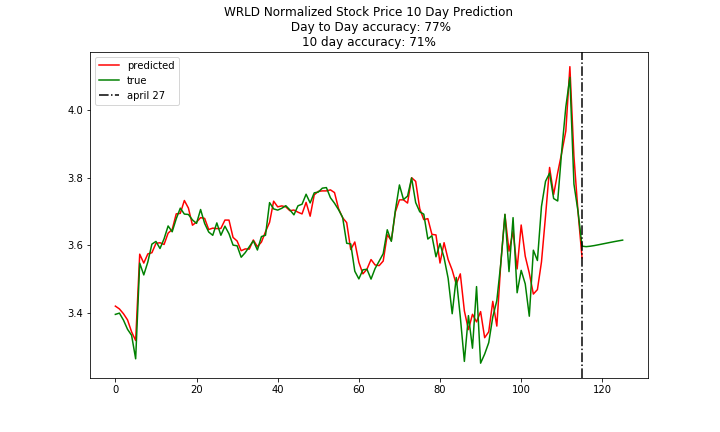 WRLD Normalized Stock Price 10 Day Prediction
Day to Day accuracy: 77%
10 day accuracy: 71%
predicted
true
april 27
4.0
3.8
3.6
3.4
0 20 40 60 80 100 120